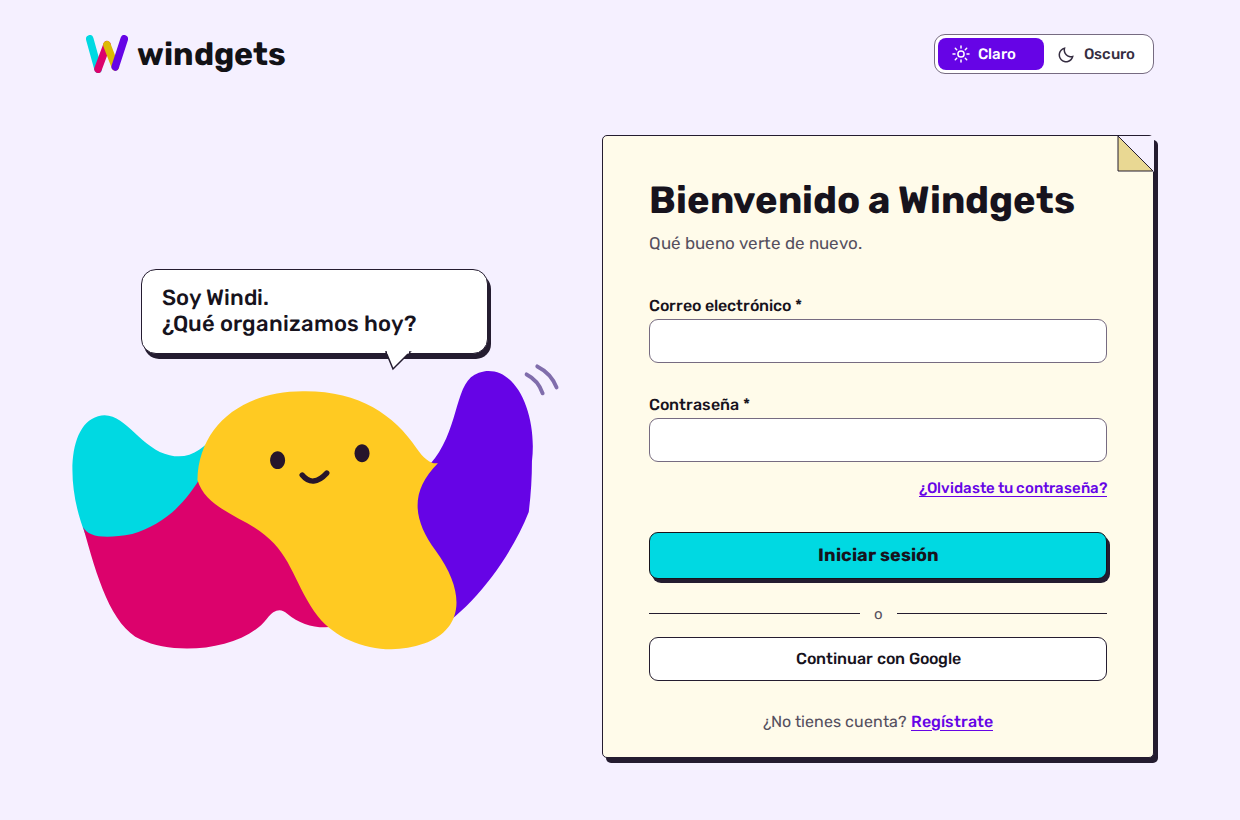 windgets
Claro
Oscuro
Soy Windi.
¿Qué organizamos hoy?
Bienvenido a Windgets
Qué bueno verte de nuevo.
Correo electrónico *
Contraseña *
¿Olvidaste tu contraseña?
Iniciar sesión
o
Continuar con Google
¿No tienes cuenta? Regístrate